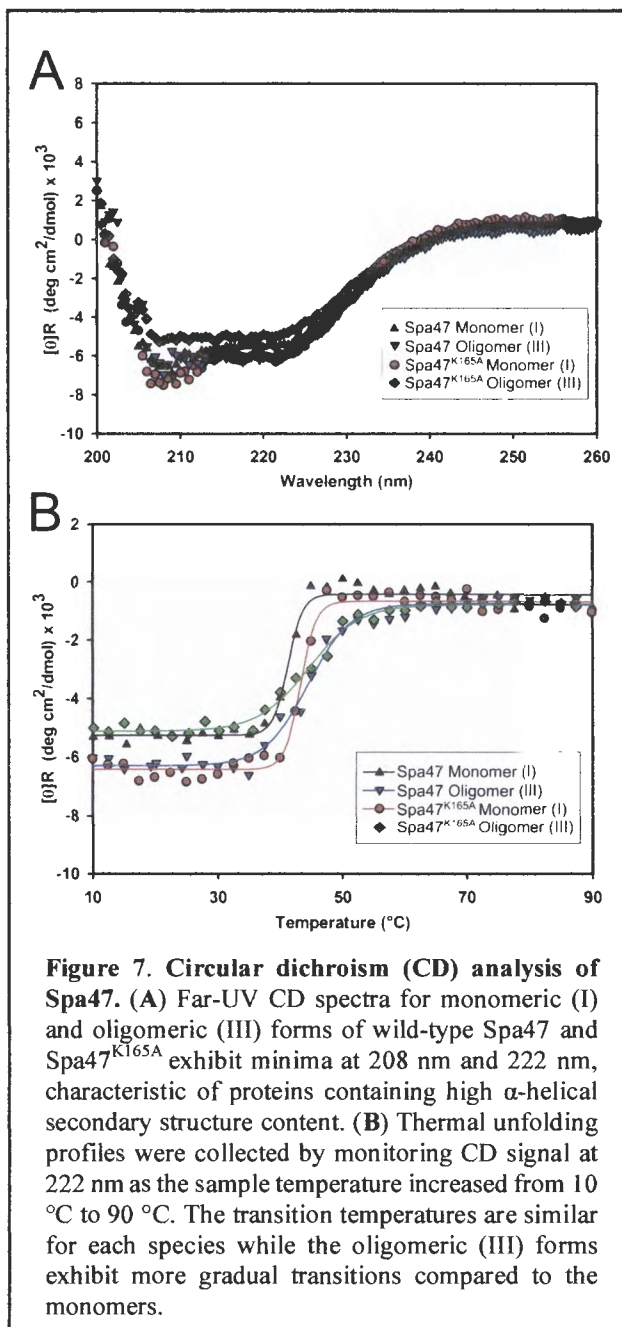 A
8
6
4
2
0
-2
-4
-6
-8
-10
[θ]R (deg cm²/dmol) x 10³
200 210 220 230 240 250 260
Wavelength (nm)
Spa47 Monomer (I)
Spa47 Oligomer (III)
Spa47ᴷ¹⁶⁵ᴬ Monomer (I)
Spa47ᴷ¹⁶⁵ᴬ Oligomer (III)
B
2
0
-2
-4
-6
-8
-10
[θ]R (deg cm²/dmol) x 10³
10 30 50 70 90
Temperature (°C)
Spa47 Monomer (I)
Spa47 Oligomer (III)
Spa47ᴷ¹⁶⁵ᴬ Monomer (I)
Spa47ᴷ¹⁶⁵ᴬ Oligomer (III)
Figure 7. Circular dichroism (CD) analysis of
Spa47. (A) Far-UV CD spectra for monomeric (I)
and oligomeric (III) forms of wild-type Spa47 and
Spa47ᴷ¹⁶⁵ᴬ exhibit minima at 208 nm and 222 nm,
characteristic of proteins containing high α-helical
secondary structure content. (B) Thermal unfolding
profiles were collected by monitoring CD signal at
222 nm as the sample temperature increased from 10
°C to 90 °C. The transition temperatures are similar
for each species while the oligomeric (III) forms
exhibit more gradual transitions compared to the
monomers.